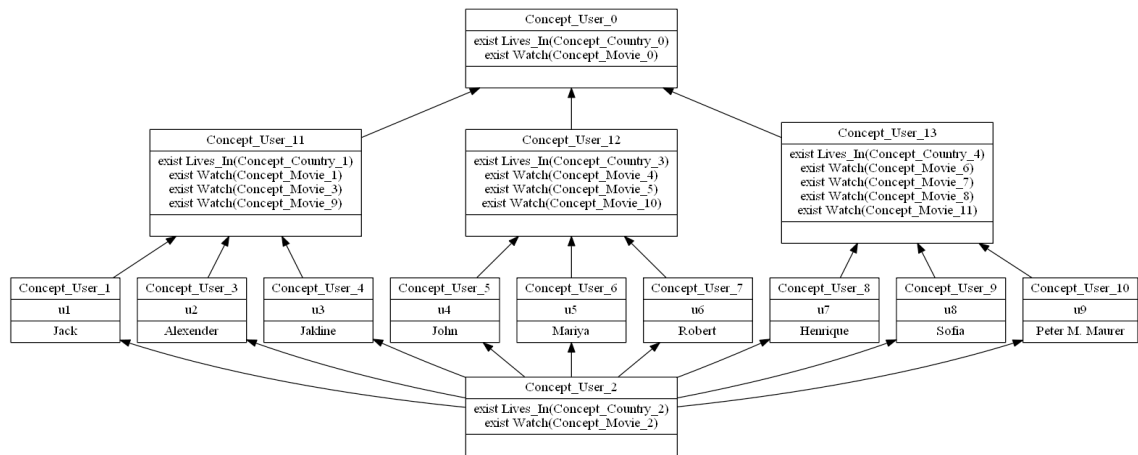 Concept_User_0
exist Lives_In(Concept_Country_0)
exist Watch(Concept_Movie_0)
Concept_User_11
exist Lives_In(Concept_Country_1)
exist Watch(Concept_Movie_1)
exist Watch(Concept_Movie_3)
exist Watch(Concept_Movie_9)
Concept_User_12
exist Lives_In(Concept_Country_3)
exist Watch(Concept_Movie_4)
exist Watch(Concept_Movie_5)
exist Watch(Concept_Movie_10)
Concept_User_13
exist Lives_In(Concept_Country_4)
exist Watch(Concept_Movie_6)
exist Watch(Concept_Movie_7)
exist Watch(Concept_Movie_8)
exist Watch(Concept_Movie_11)
Concept_User_1
u1
Jack
Concept_User_3
u2
Alexender
Concept_User_4
u3
Jakline
Concept_User_5
u4
John
Concept_User_6
u5
Mariya
Concept_User_7
u6
Robert
Concept_User_8
u7
Henrique
Concept_User_9
u8
Sofia
Concept_User_10
u9
Peter M. Maurer
Concept_User_2
exist Lives_In(Concept_Country_2)
exist Watch(Concept_Movie_2)